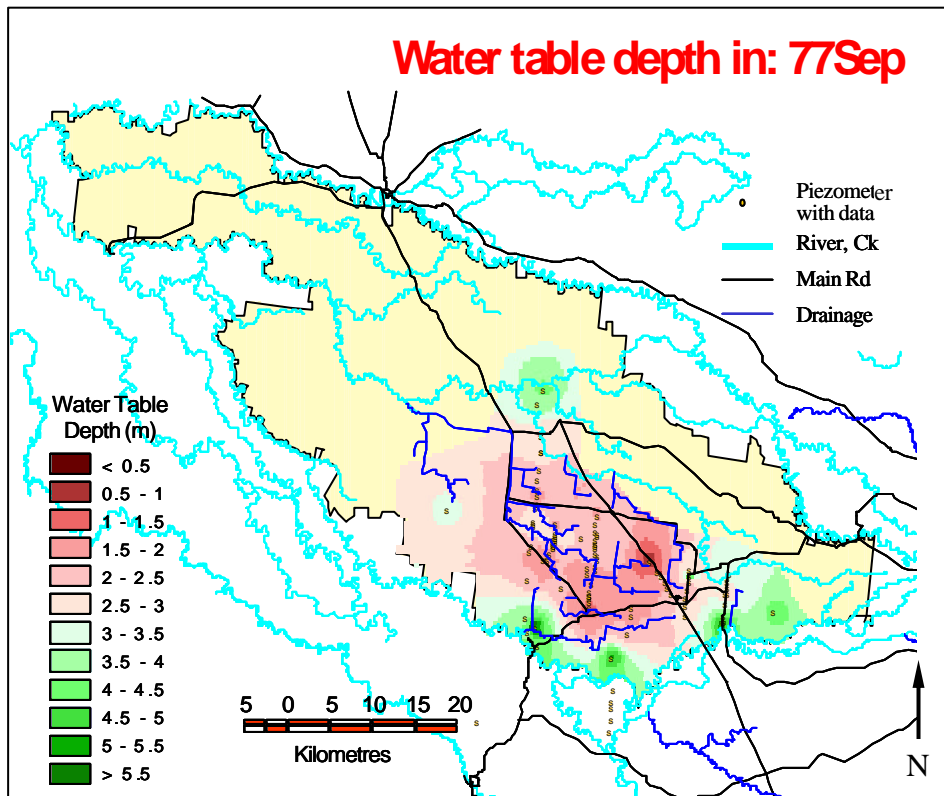 Water table depth in: 77Sep
Piezometer
with data
River, Ck
Main Rd
Drainage
Water Table
Depth (m)
< 0.5
0.5 - 1
1 - 1.5
1.5 - 2
2 - 2.5
2.5 - 3
3 - 3.5
3.5 - 4
4 - 4.5
4.5 - 5
5 - 5.5
> 5.5
5 0 5 10 15 20
Kilometres
N